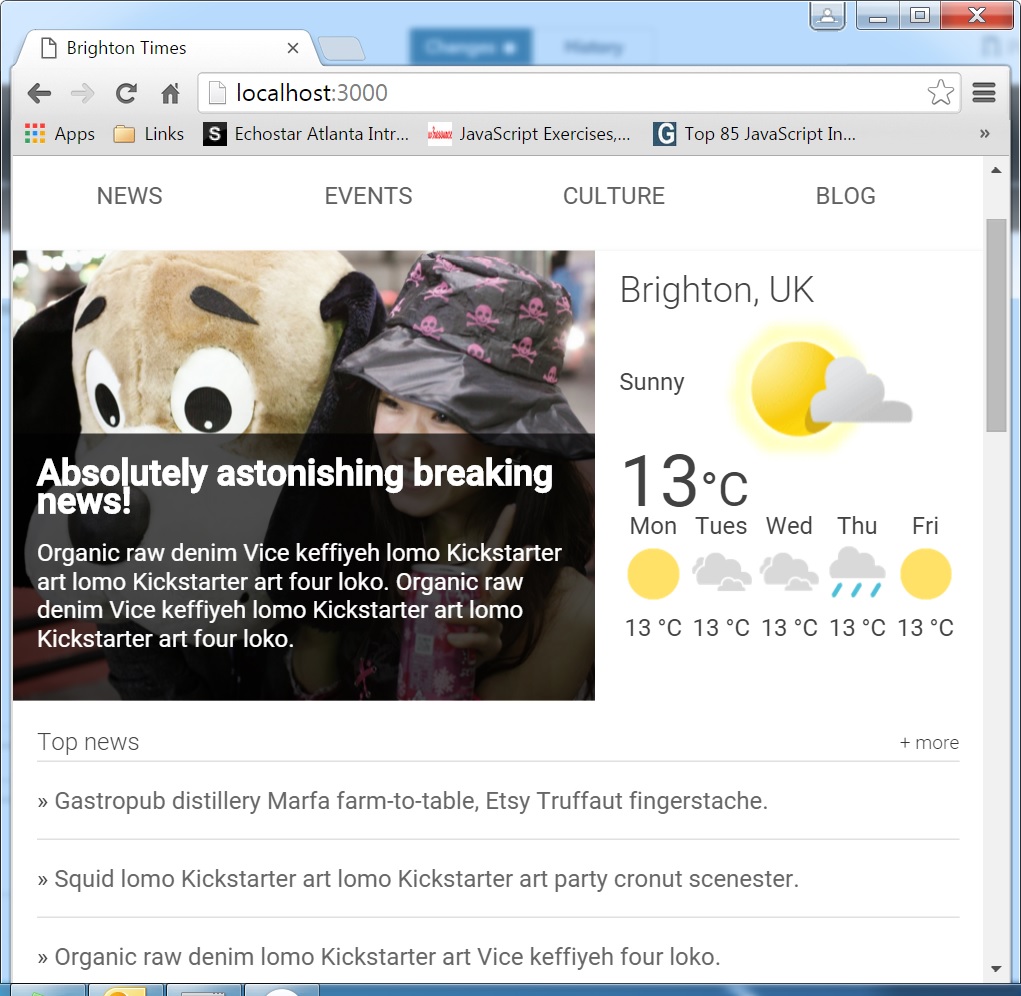 Changes
History
Brighton Times
localhost:3000
Apps Links S Echostar Atlanta Intr... JavaScript Exercises,... G Top 85 JavaScript In... »
NEWS EVENTS CULTURE BLOG
Brighton, UK
Sunny
13°C
Mon Tues Wed Thu Fri
13 °C 13 °C 13 °C 13 °C 13 °C
Absolutely astonishing breaking
news!
Organic raw denim Vice keffiyeh lomo Kickstarter
art lomo Kickstarter art four loko. Organic raw
denim Vice keffiyeh lomo Kickstarter art lomo
Kickstarter art four loko.
Top news + more
» Gastropub distillery Marfa farm-to-table, Etsy Truffaut fingerstache.
» Squid lomo Kickstarter art lomo Kickstarter art party cronut scenester.
» Organic raw denim lomo Kickstarter art Vice keffiyeh four loko.